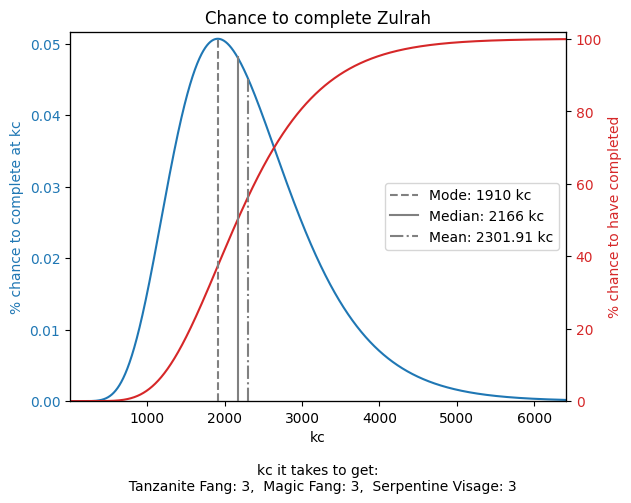 Chance to complete Zulrah
0.05
0.04
0.03
0.02
0.01
0.00
% chance to complete at kc
100
80
60
40
20
0
% chance to have completed
Mode: 1910 kc
Median: 2166 kc
Mean: 2301.91 kc
1000 2000 3000 4000 5000 6000
kc
kc it takes to get:
Tanzanite Fang: 3, Magic Fang: 3, Serpentine Visage: 3